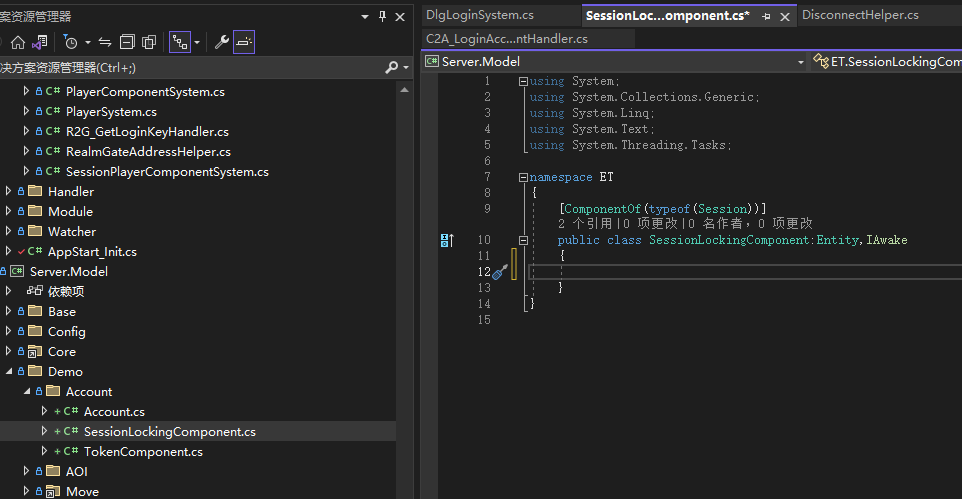 案资源管理器
决方案资源管理器(Ctrl+;)
C# PlayerComponentSystem.cs
C# PlayerSystem.cs
C# R2G_GetLoginKeyHandler.cs
C# RealmGateAddressHelper.cs
C# SessionPlayerComponentSystem.cs
Handler
Module
Watcher
C# AppStart_Init.cs
C# Server.Model
依赖项
Base
Config
Core
Demo
Account
C# Account.cs
C# SessionLockingComponent.cs
C# TokenComponent.cs
AOI
Move
DlgLoginSystem.cs
SessionLoc...omponent.cs*
DisconnectHelper.cs
C2A_LoginAcc...ntHandler.cs
C# Server.Model
ET.SessionLockingCom
1 using System;
2 using System.Collections.Generic;
3 using System.Linq;
4 using System.Text;
5 using System.Threading.Tasks;
6
7 namespace ET
8 {
9 [ComponentOf(typeof(Session))]
2 个引用|0 项更改|0 名作者，0 项更改
10 public class SessionLockingComponent:Entity,IAwake
11 {
12
13 }
14 }
15